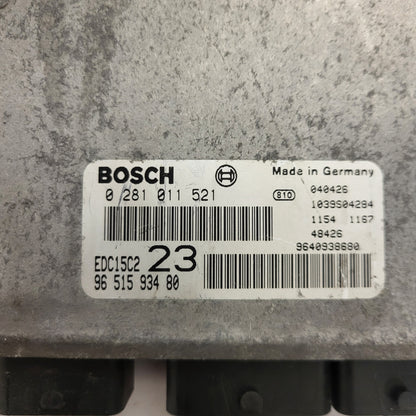 BOSCH Made in Germany
0 281 011 521 810 040426
1039S04284
1154 1167
48426
9640938680
EDC15C2 23
96 515 934 80